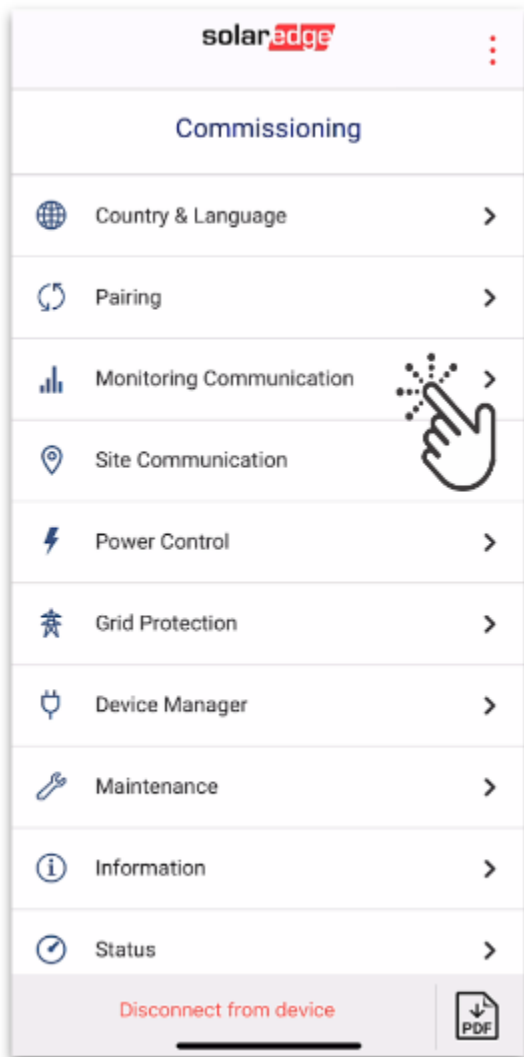 solaredge
Commissioning
Country & Language
Pairing
Monitoring Communication
Site Communication
Power Control
Grid Protection
Device Manager
Maintenance
Information
Status
Disconnect from device
PDF